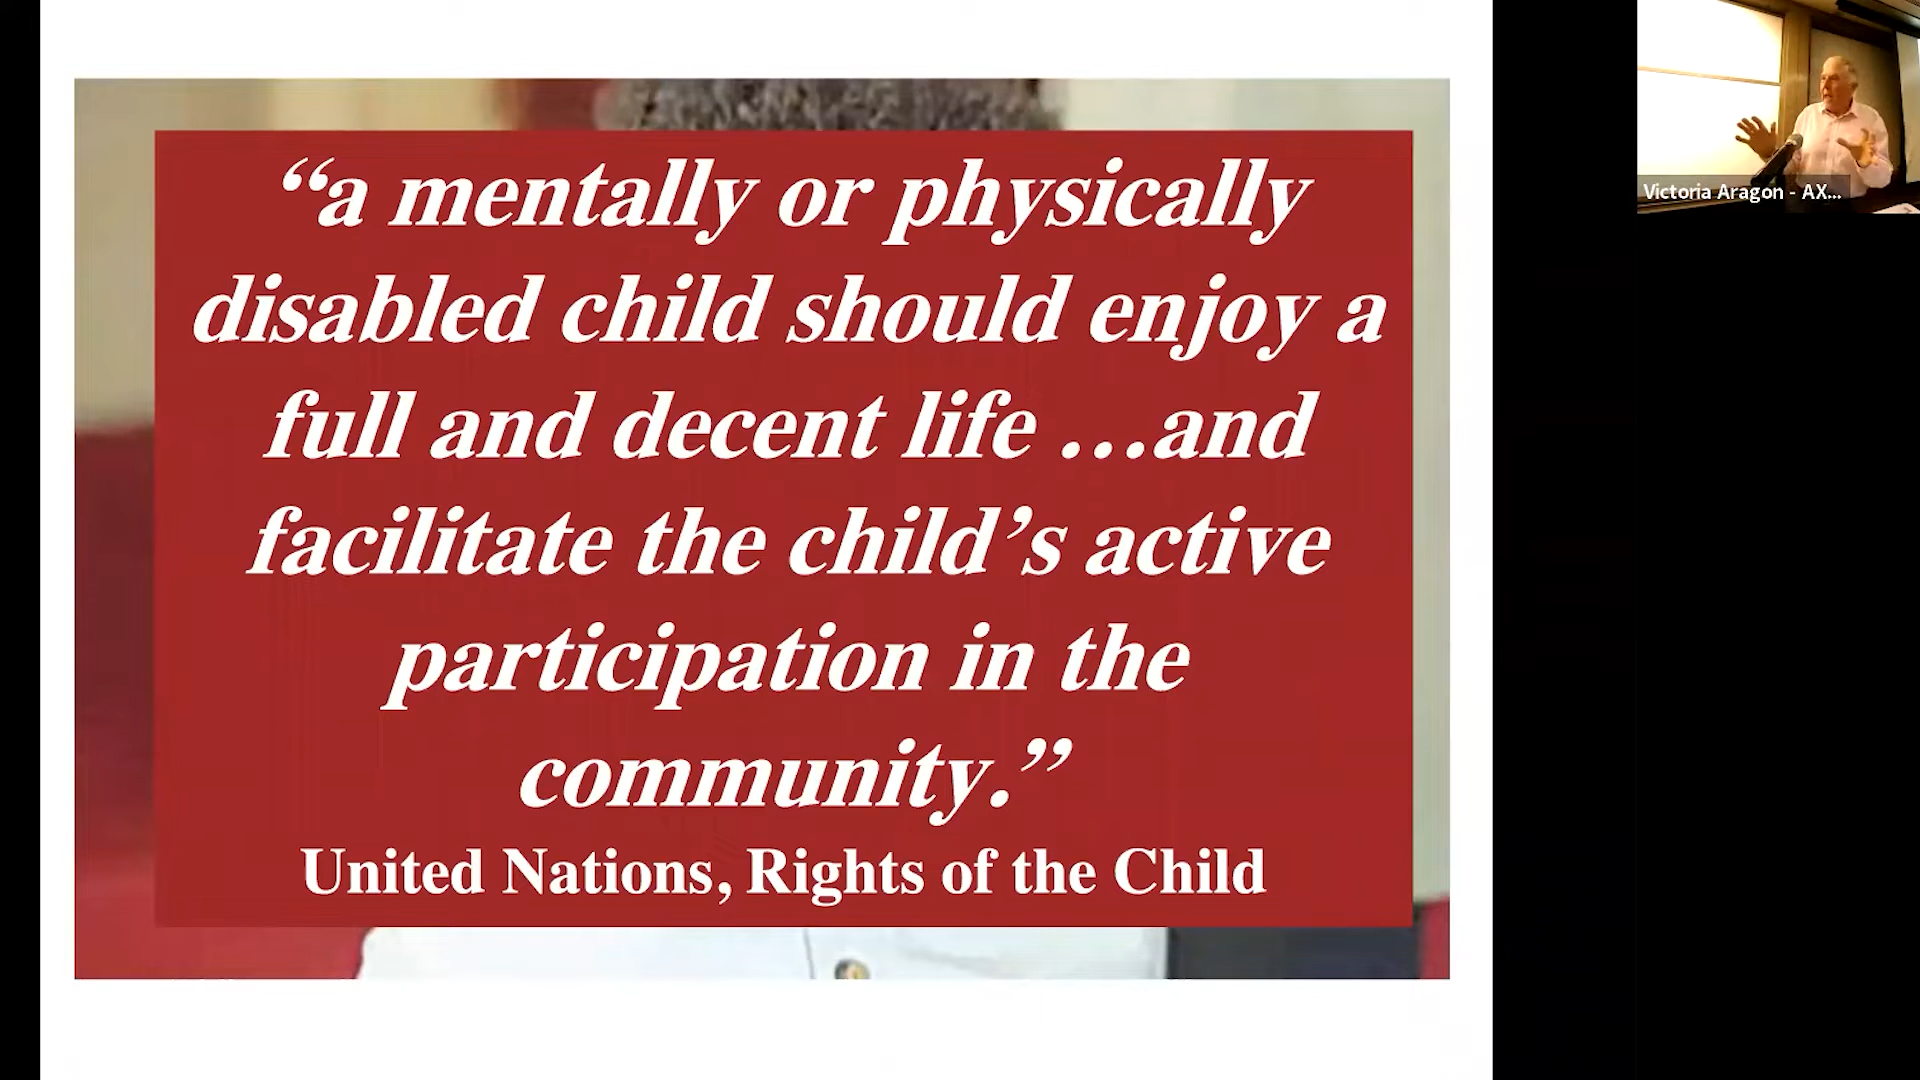 “a mentally or physically
disabled child should enjoy a
full and decent life …and
facilitate the child’s active
participation in the
community.”
United Nations, Rights of the Child
Victoria Aragon - AX...